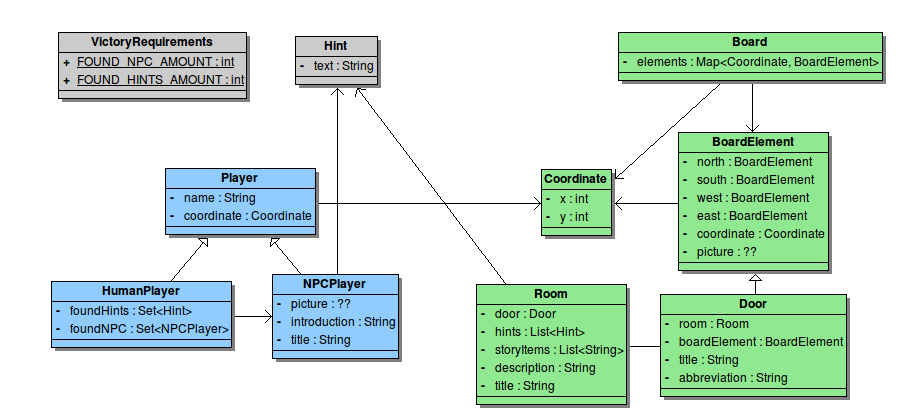 VictoryRequirements
+ FOUND_NPC_AMOUNT : int
+ FOUND_HINTS_AMOUNT : int
Hint
- text : String
Board
- elements : Map<Coordinate, BoardElement>
BoardElement
- north : BoardElement
- south : BoardElement
- west : BoardElement
- east : BoardElement
- coordinate : Coordinate
- picture : ??
Player
- name : String
- coordinate : Coordinate
Coordinate
- x : int
- y : int
HumanPlayer
- foundHints : Set<Hint>
- foundNPC : Set<NPCPlayer>
NPCPlayer
- picture : ??
- introduction : String
- title : String
Room
- door : Door
- hints : List<Hint>
- storyItems : List<String>
- description : String
- title : String
Door
- room : Room
- boardElement : BoardElement
- title : String
- abbreviation : String